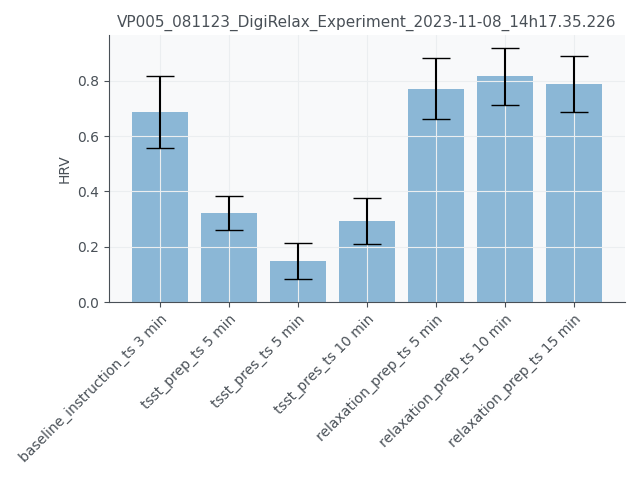 VP005_081123_DigiRelax_Experiment_2023-11-08_14h17.35.226
HRV
0.8
0.6
0.4
0.2
0.0
baseline_instruction_ts 3 min
tsst_prep_ts 5 min
tsst_pres_ts 5 min
tsst_pres_ts 10 min
relaxation_prep_ts 5 min
relaxation_prep_ts 10 min
relaxation_prep_ts 15 min